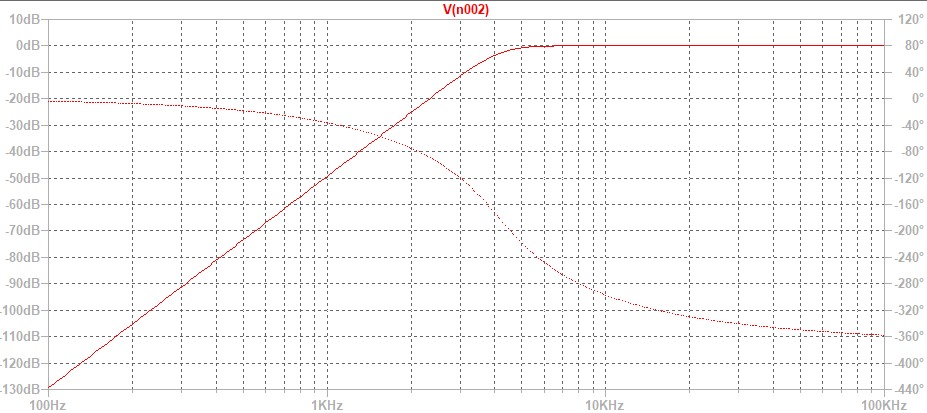 V(n002)
10dB 120°
0dB 80°
-10dB 40°
-20dB 0°
-30dB -40°
-40dB -80°
-50dB -120°
-60dB -160°
-70dB -200°
-80dB -240°
-90dB -280°
-100dB -320°
-110dB -360°
-120dB -400°
-130dB -440°
100Hz 1KHz 10KHz 100KHz